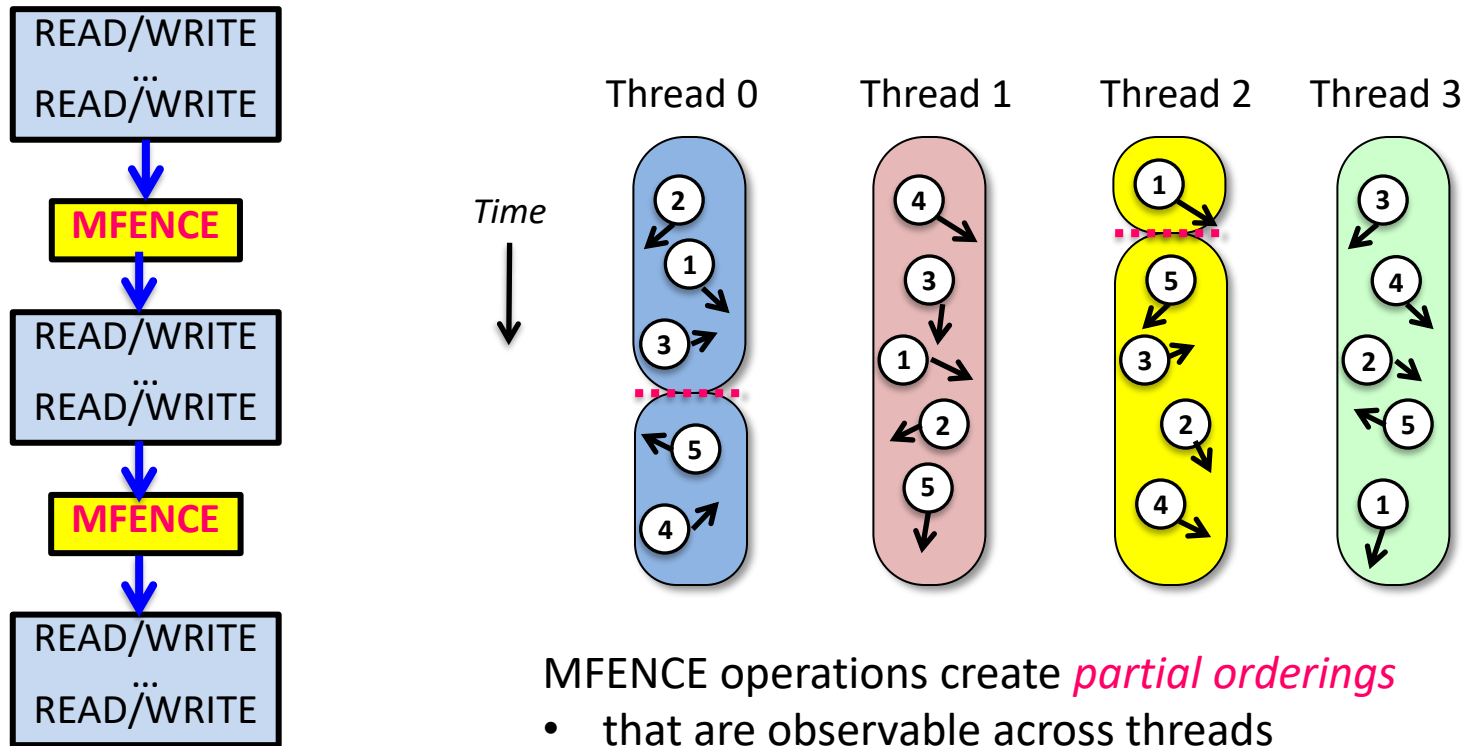 READ/WRITE
...
READ/WRITE
MFENCE
READ/WRITE
...
READ/WRITE
MFENCE
READ/WRITE
...
READ/WRITE
Time
Thread 0
2
1
3
5
4
Thread 1
4
3
1
2
5
Thread 2
1
5
3
2
4
Thread 3
3
4
2
5
1
MFENCE operations create partial orderings
• that are observable across threads